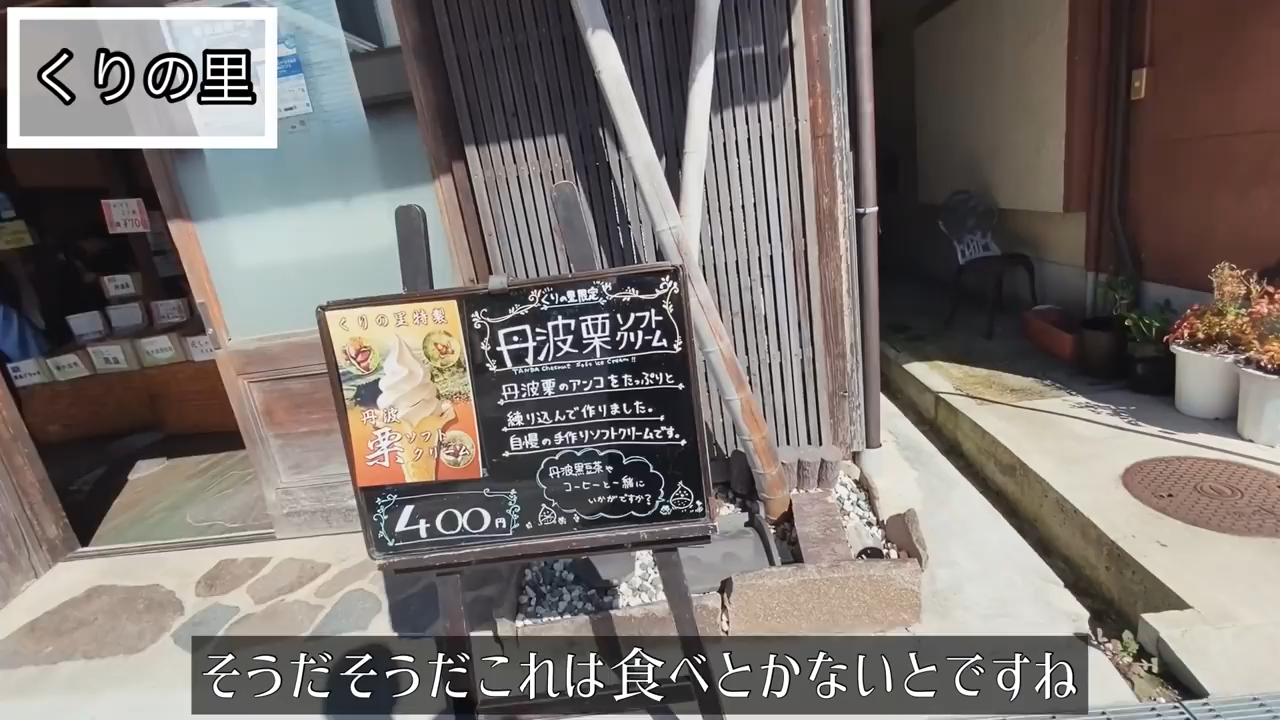 くりの里
くりの里特製
丹波
栗ソフト
クリーム
くりの里限定
丹波栗ソフト
クリーム
TANBA Chestnut Soft Ice Cream!!
丹波栗のアンコをたっぷりと
練り込んで作りました。
自慢の手作りソフトクリームです。
丹波黒豆茶や
コーヒーと一緒に
いかがですか?
400円
そうだそうだこれは食べとかないとですね